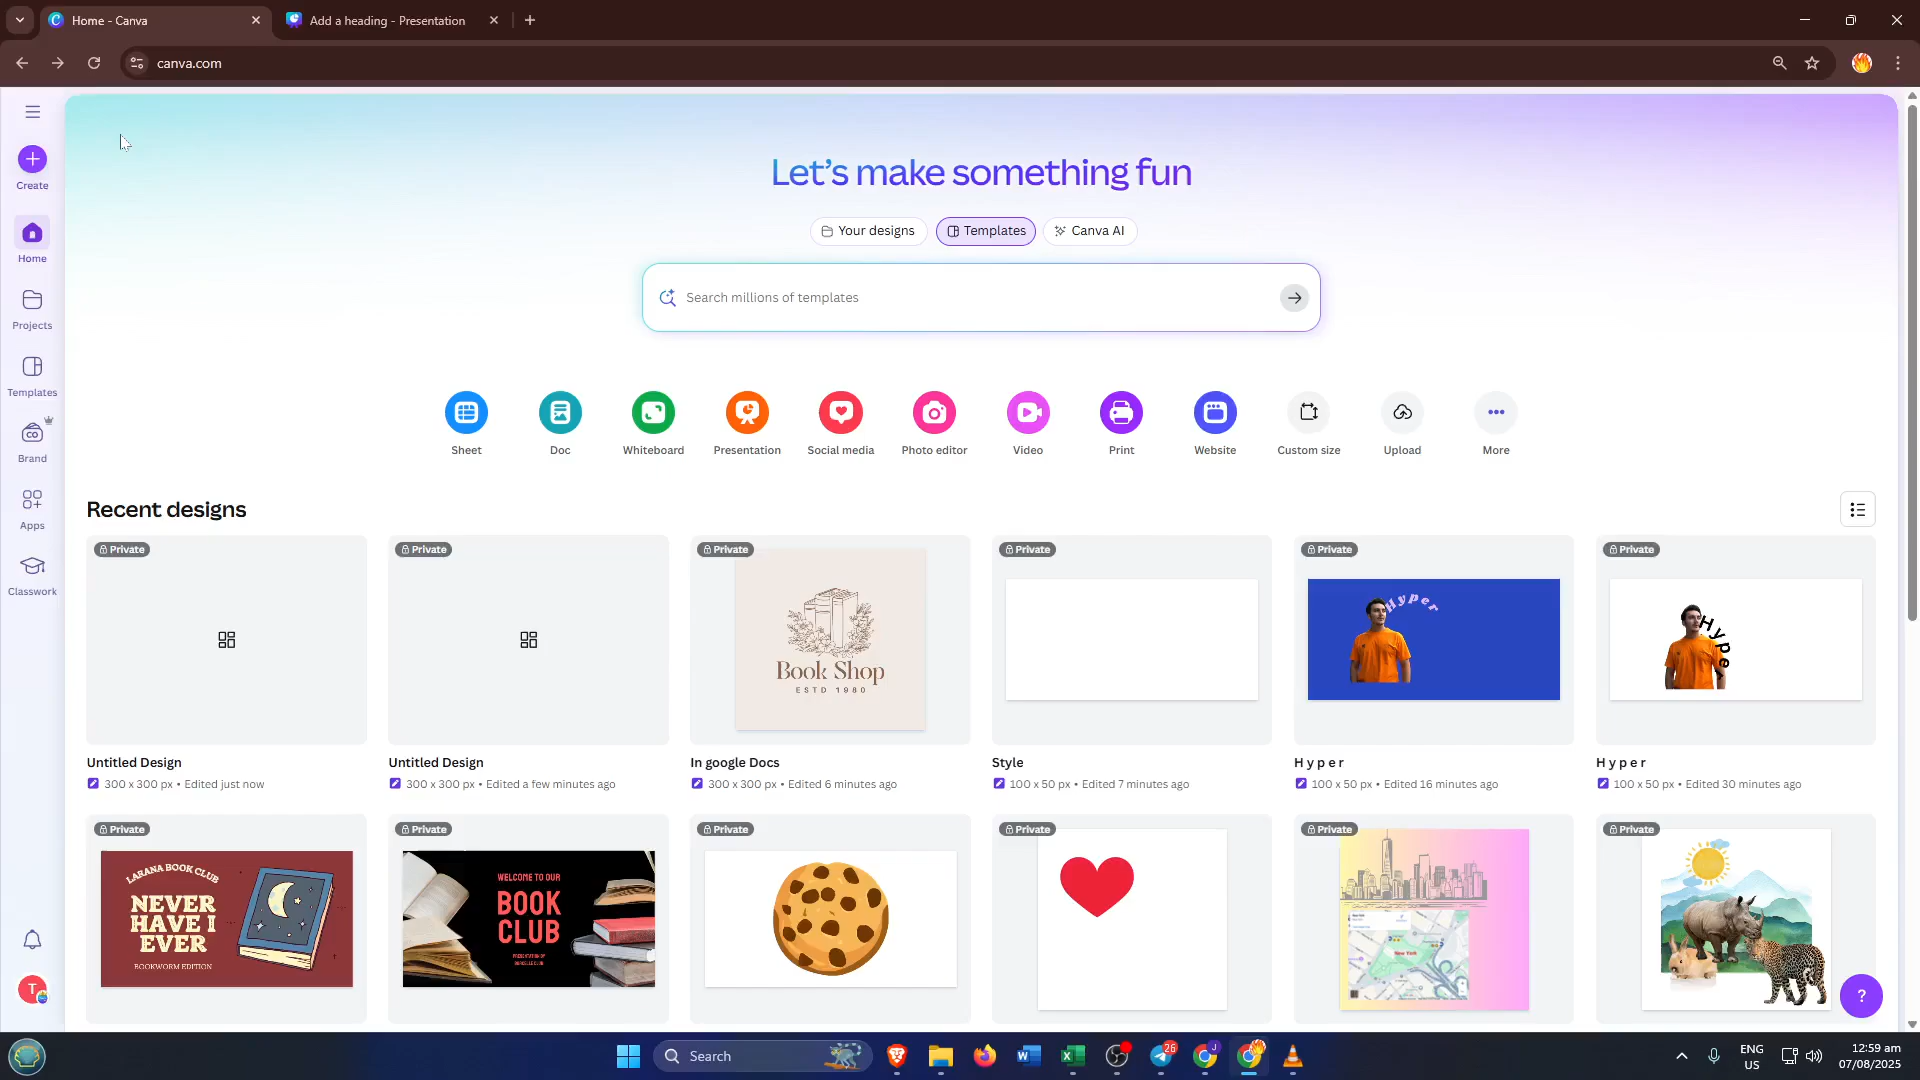 Home - Canva
Add a heading - Presentation
canva.com
Create
Home
Projects
Templates
Brand
Apps
Classwork
T
Let's make something fun
Your designs
Templates
Canva AI
Search millions of templates
Sheet
Doc
Whiteboard
Presentation
Social media
Photo editor
Video
Print
Website
Custom size
Upload
More
Recent designs
Private
Private
Private
Private
Private
Private
Book Shop
ESTD 1980
Hyper
Hype
Untitled Design
300 x 300 px • Edited just now
Untitled Design
300 x 300 px • Edited a few minutes ago
In google Docs
300 x 300 px • Edited 6 minutes ago
Style
100 x 50 px • Edited 7 minutes ago
H y p e r
100 x 50 px • Edited 16 minutes ago
H y p e r
100 x 50 px • Edited 30 minutes ago
Private
Private
Private
Private
Private
Private
LARANA BOOK CLUB
NEVER
HAVE I
EVER
BOOKWORM EDITION
WELCOME TO OUR
BOOK
CLUB
New York
?
Search
26
J
ENG
US
12:59 am
07/08/2025